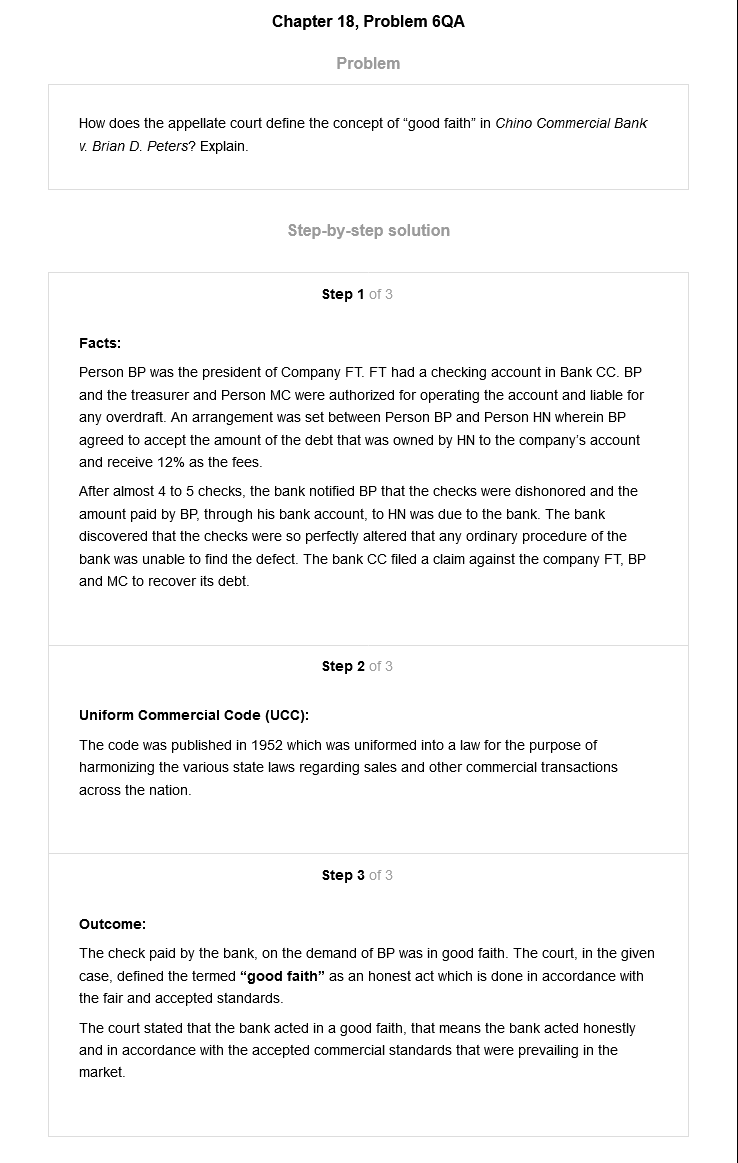 Chapter 18, Problem 6QA
Problem
How does the appellate court define the concept of “good faith” in Chino Commercial Bank
v. Brian D. Peters? Explain.
Step-by-step solution
Step 1 of 3
Facts:
Person BP was the president of Company FT. FT had a checking account in Bank CC. BP
and the treasurer and Person MC were authorized for operating the account and liable for
any overdraft. An arrangement was set between Person BP and Person HN wherein BP
agreed to accept the amount of the debt that was owned by HN to the company’s account
and receive 12% as the fees.
After almost 4 to 5 checks, the bank notified BP that the checks were dishonored and the
amount paid by BP, through his bank account, to HN was due to the bank. The bank
discovered that the checks were so perfectly altered that any ordinary procedure of the
bank was unable to find the defect. The bank CC filed a claim against the company FT, BP
and MC to recover its debt.
Step 2 of 3
Uniform Commercial Code (UCC):
The code was published in 1952 which was uniformed into a law for the purpose of
harmonizing the various state laws regarding sales and other commercial transactions
across the nation.
Step 3 of 3
Outcome:
The check paid by the bank, on the demand of BP was in good faith. The court, in the given
case, defined the termed “good faith” as an honest act which is done in accordance with
the fair and accepted standards.
The court stated that the bank acted in a good faith, that means the bank acted honestly
and in accordance with the accepted commercial standards that were prevailing in the
market.